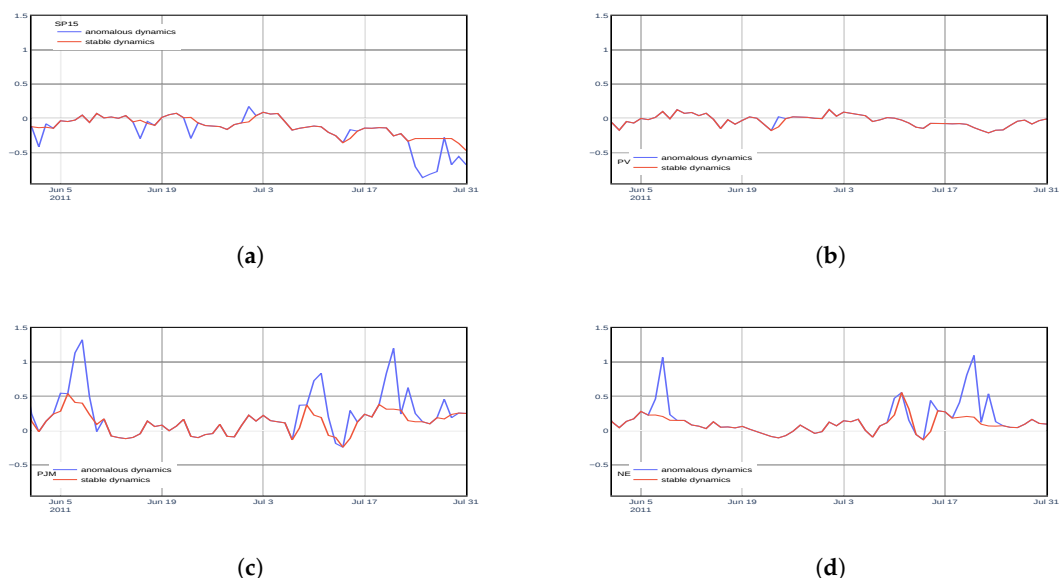 1.5
SP15
anomalous dynamics
stable dynamics
1
0.5
0
−0.5
Jun 5
2011
Jun 19
Jul 3
Jul 17
Jul 31
(a)
1.5
1
0.5
0
−0.5
PV
anomalous dynamics
stable dynamics
Jun 5
2011
Jun 19
Jul 3
Jul 17
Jul 31
(b)
1.5
1
0.5
0
−0.5
PJM
anomalous dynamics
stable dynamics
Jun 5
2011
Jun 19
Jul 3
Jul 17
Jul 31
(c)
1.5
1
0.5
0
−0.5
NE
anomalous dynamics
stable dynamics
Jun 5
2011
Jun 19
Jul 3
Jul 17
Jul 31
(d)